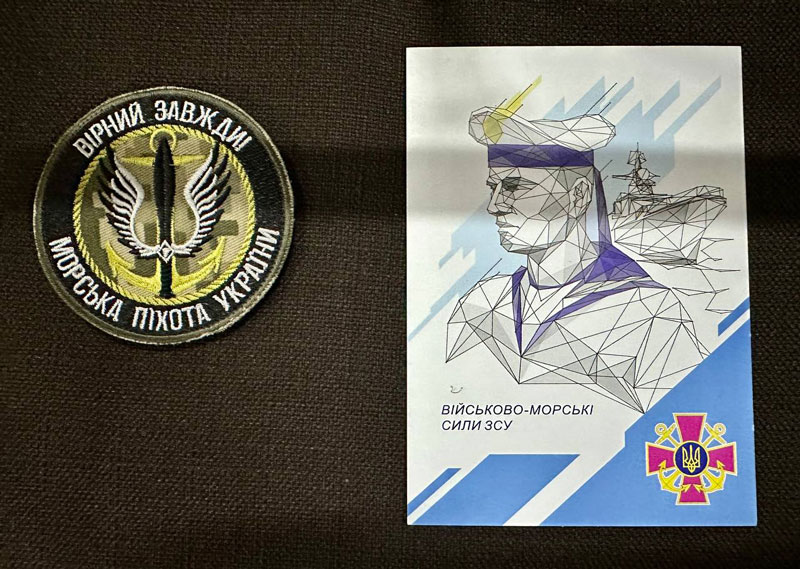 ВІРНИЙ ЗАВЖДИ!
МОРСЬКА ПІХОТА УКРАЇНИ
ВІЙСЬКОВО-МОРСЬКІ
СИЛИ ЗСУ